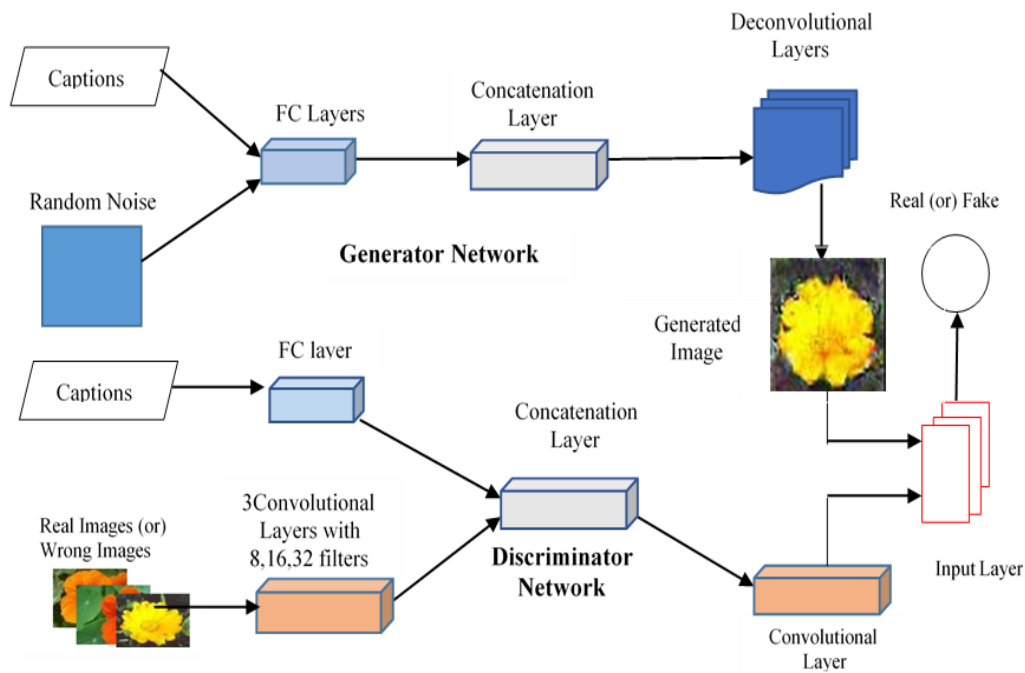 Deconvolutional
Layers
Captions
Concatenation
Layer
FC Layers
Random Noise
Real (or) Fake
Generator Network
Generated
Image
FC layer
Captions
Concatenation
Layer
3Convolutional
Layers with
8,16,32 filters
Real Images (or)
Wrong Images
Discriminator
Network
Input Layer
Convolutional
Layer